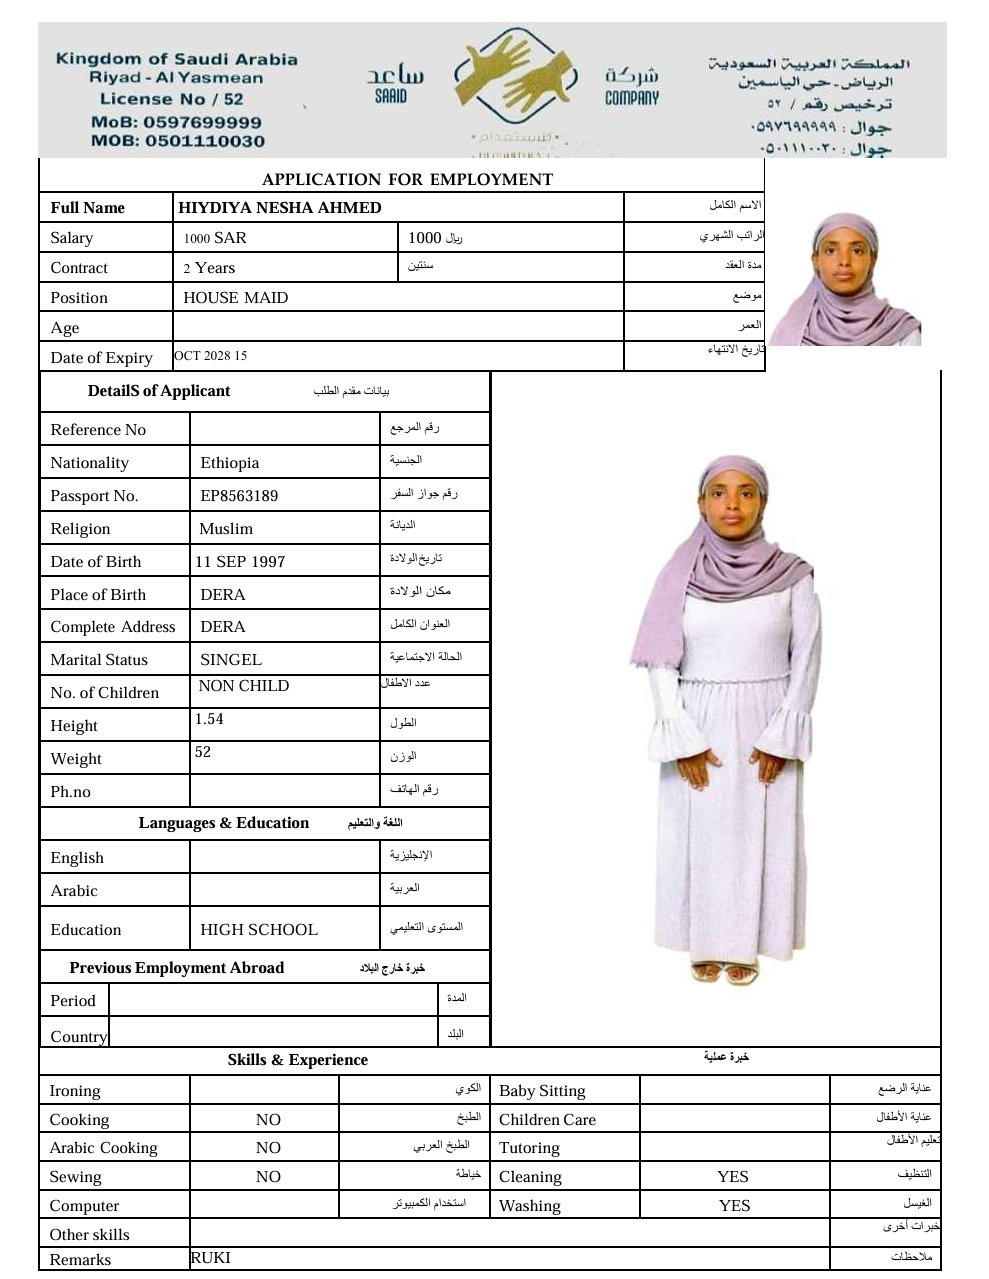 Kingdom of Saudi Arabia
Riyad - Al Yasmean
License No / 52
MoB: 0597699999
MOB: 0501110030
ساعد
SAAID
شركة
COMPANY
للاستقدام
المملكة العربية السعودية
الرياض - حي الياسمين
ترخيص رقم / ٥٢
جوال : ٠٥٩٧٦٩٩٩٩٩
جوال : ٠٥٠١١١٠٠٣٠
APPLICATION FOR EMPLOYMENT
Full Name HIYDIYA NESHA AHMED الاسم الكامل
Salary 1000 SAR 1000 ريال الراتب الشهري
Contract 2 Years سنتين مدة العقد
Position HOUSE MAID موضع
Age العمر
Date of Expiry OCT 2028 15 تاريخ الانتهاء
DetailS of Applicant بيانات مقدم الطلب
Reference No رقم المرجع
Nationality Ethiopia الجنسية
Passport No. EP8563189 رقم جواز السفر
Religion Muslim الديانة
Date of Birth 11 SEP 1997 تاريخ الولادة
Place of Birth DERA مكان الولادة
Complete Address DERA العنوان الكامل
Marital Status SINGEL الحالة الاجتماعية
No. of Children NON CHILD عدد الاطفال
Height 1.54 الطول
Weight 52 الوزن
Ph.no رقم الهاتف
Languages & Education اللغة والتعليم
English الإنجليزية
Arabic العربية
Education HIGH SCHOOL المستوى التعليمي
Previous Employment Abroad خبرة خارج البلاد
Period المدة
Country البلد
Skills & Experience خبرة عملية
Ironing الكوي Baby Sitting عناية الرضع
Cooking NO الطبخ Children Care عناية الأطفال
Arabic Cooking NO الطبخ العربي Tutoring تعليم الأطفال
Sewing NO خياطة Cleaning YES التنظيف
Computer استخدام الكمبيوتر Washing YES الغيسل
Other skills خبرات أخرى
Remarks RUKI ملاحظات